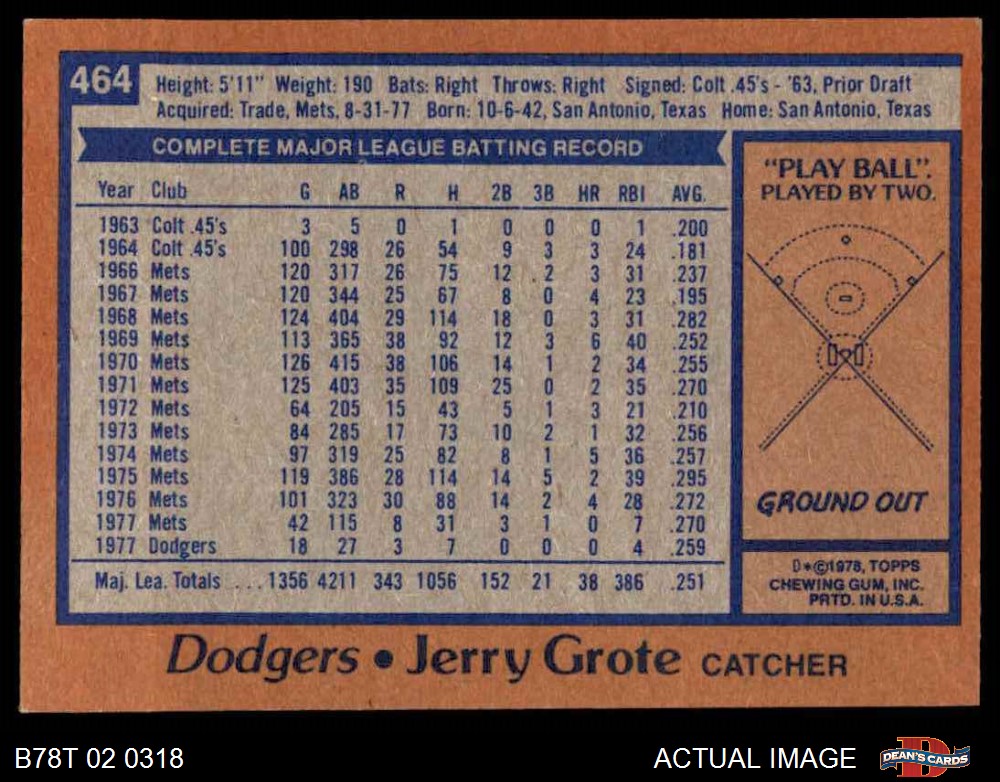 464
Height: 5'11" Weight: 190 Bats: Right Throws: Right Signed: Colt .45's - '63, Prior Draft
Acquired: Trade, Mets, 8-31-77 Born: 10-6-42, San Antonio, Texas Home: San Antonio, Texas
COMPLETE MAJOR LEAGUE BATTING RECORD
Year Club G AB R H 2B 3B HR RBI AVG.
1963 Colt .45's 3 5 0 1 0 0 0 1 .200
1964 Colt .45's 100 298 26 54 9 3 3 24 .181
1966 Mets 120 317 26 75 12 2 3 31 .237
1967 Mets 120 344 25 67 8 0 4 23 .195
1968 Mets 124 404 29 114 18 0 3 31 .282
1969 Mets 113 365 38 92 12 3 6 40 .252
1970 Mets 126 415 38 106 14 1 2 34 .255
1971 Mets 125 403 35 109 25 0 2 35 .270
1972 Mets 64 205 15 43 5 1 3 21 .210
1973 Mets 84 285 17 73 10 2 1 32 .256
1974 Mets 97 319 25 82 8 1 5 36 .257
1975 Mets 119 386 28 114 14 5 2 39 .295
1976 Mets 101 323 30 88 14 2 4 28 .272
1977 Mets 42 115 8 31 3 1 0 7 .270
1977 Dodgers 18 27 3 7 0 0 0 4 .259
Maj. Lea. Totals ... 1356 4211 343 1056 152 21 38 386 .251
"PLAY BALL".
PLAYED BY TWO.
GROUND OUT
D*©1978, TOPPS
CHEWING GUM, INC.
PRTD. IN U.S.A.
Dodgers • Jerry Grote CATCHER
B78T 02 0318
ACTUAL IMAGE
DEAN'S CARDS